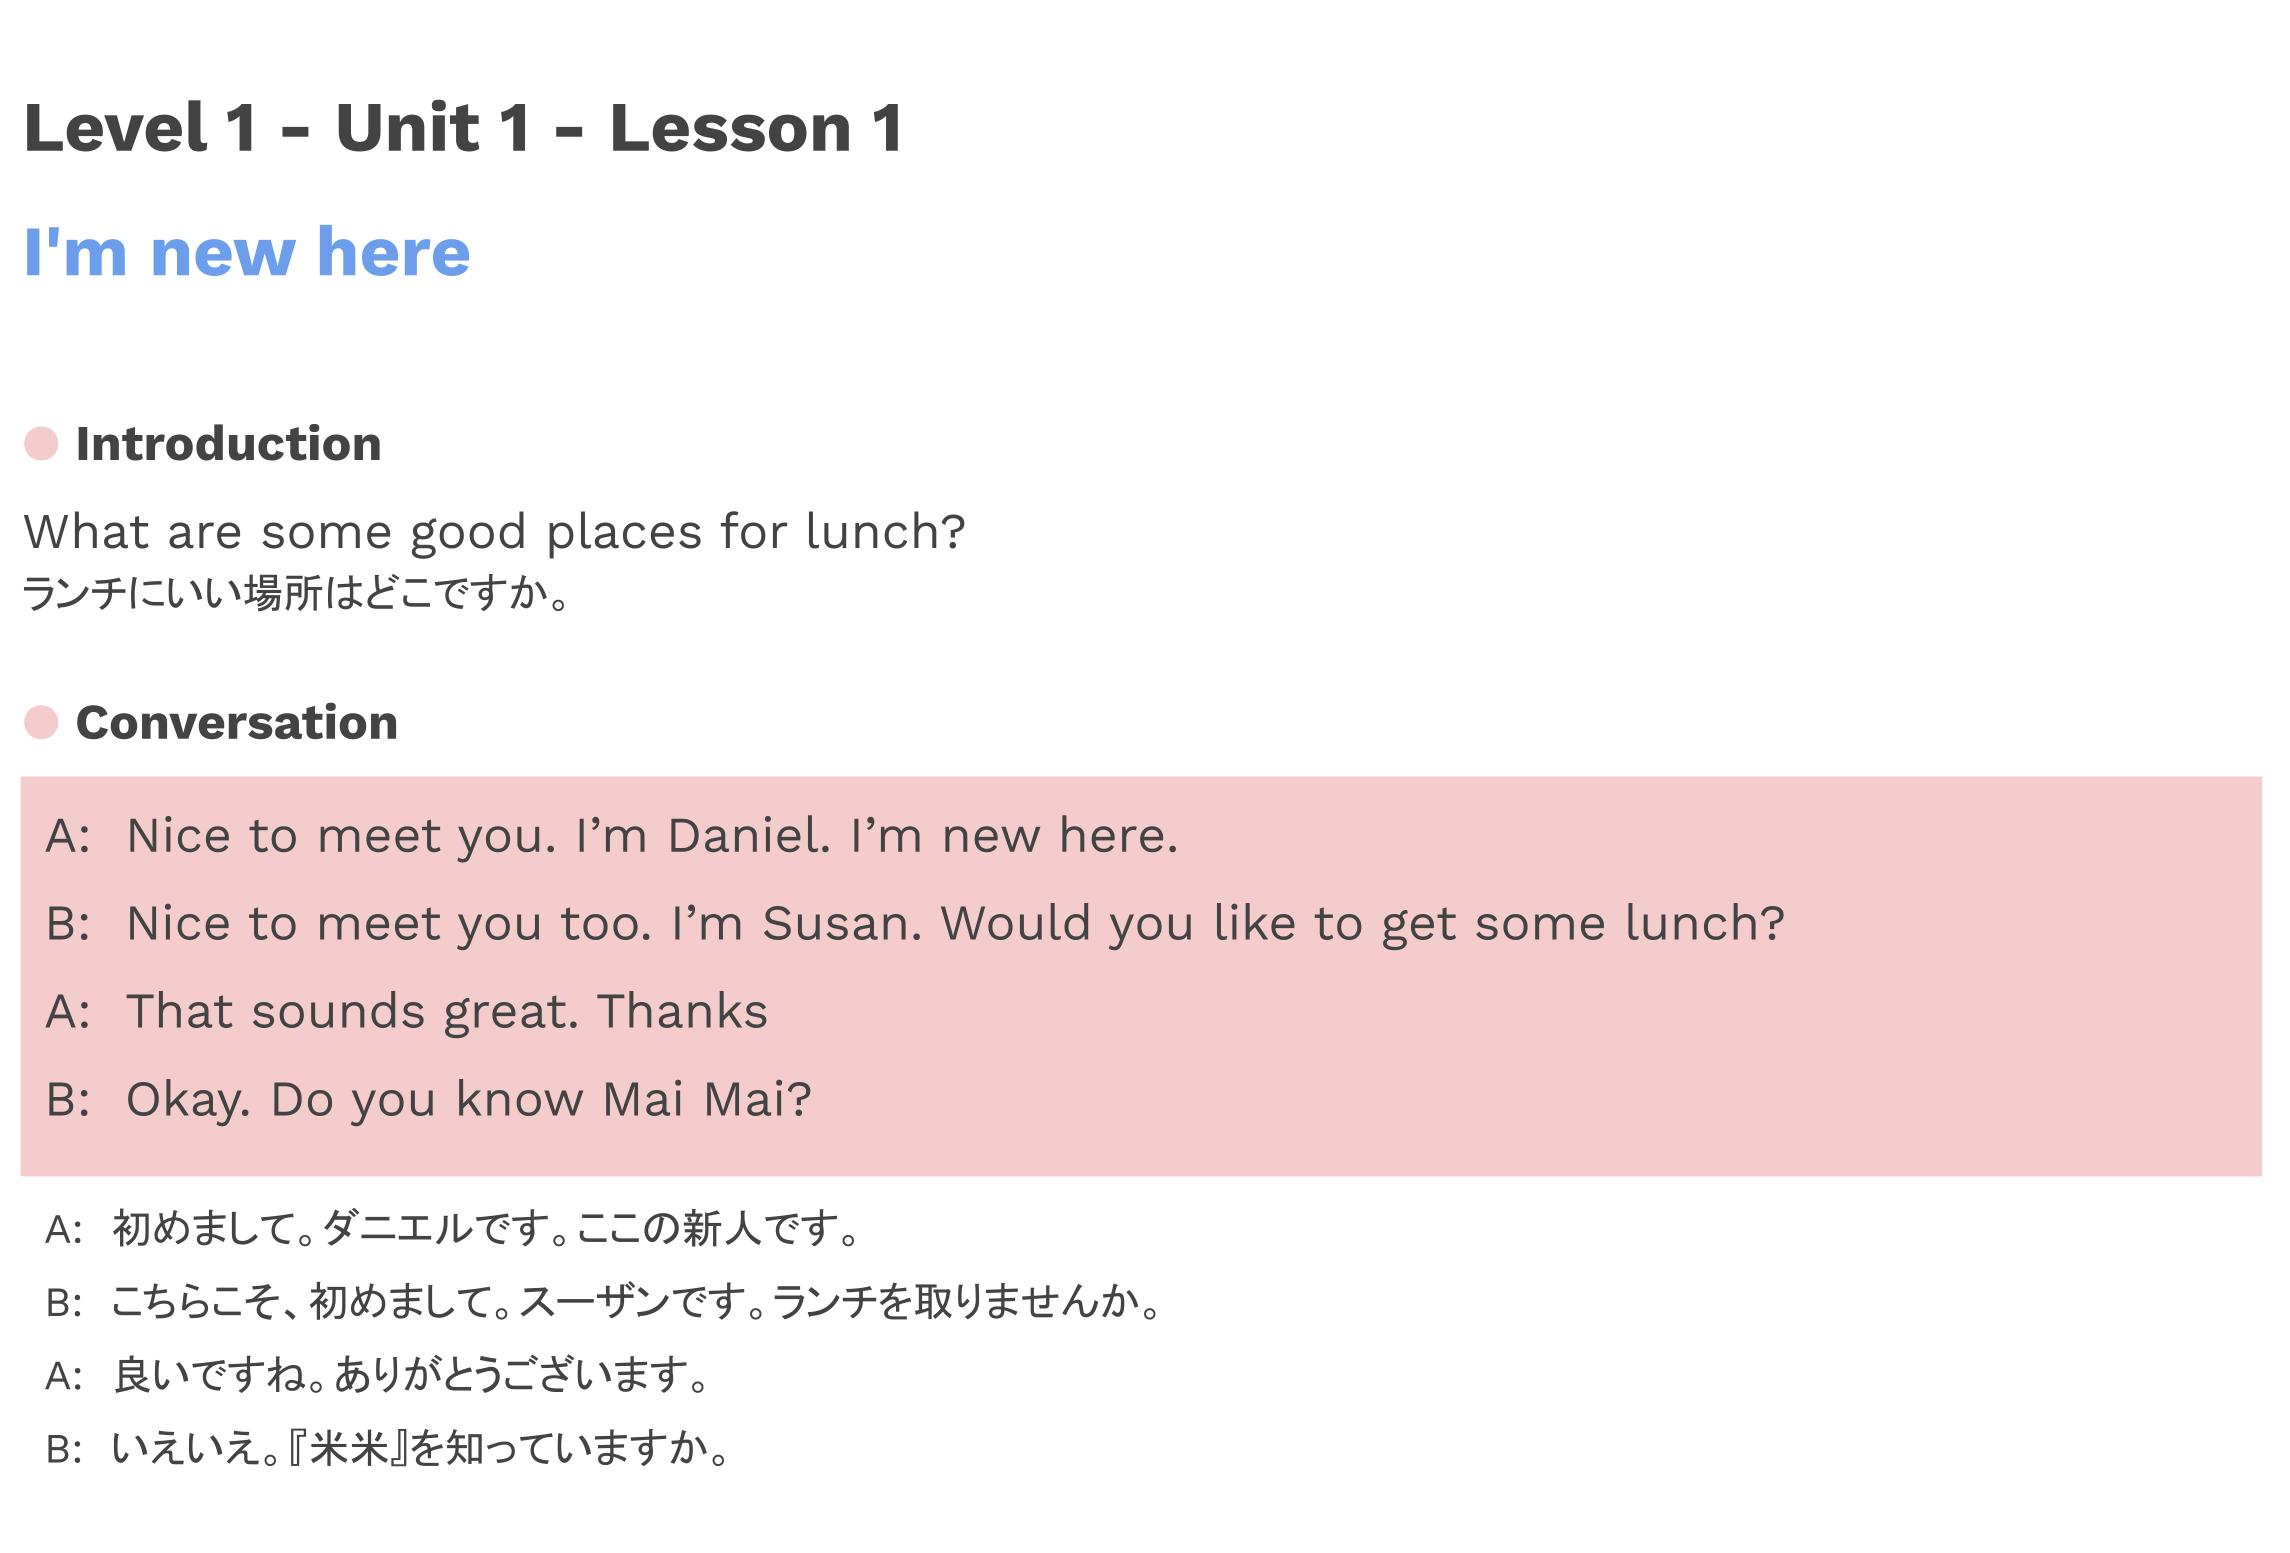 Level 1 - Unit 1 - Lesson 1
I'm new here
Introduction
What are some good places for lunch?
ランチにいい場所はどこですか。
Conversation
A: Nice to meet you. I’m Daniel. I’m new here.
B: Nice to meet you too. I’m Susan. Would you like to get some lunch?
A: That sounds great. Thanks
B: Okay. Do you know Mai Mai?
A: 初めまして。ダニエルです。ここの新人です。
B: こちらこそ、初めまして。スーザンです。ランチを取りませんか。
A: 良いですね。ありがとうございます。
B: いえいえ。『米米』を知っていますか。